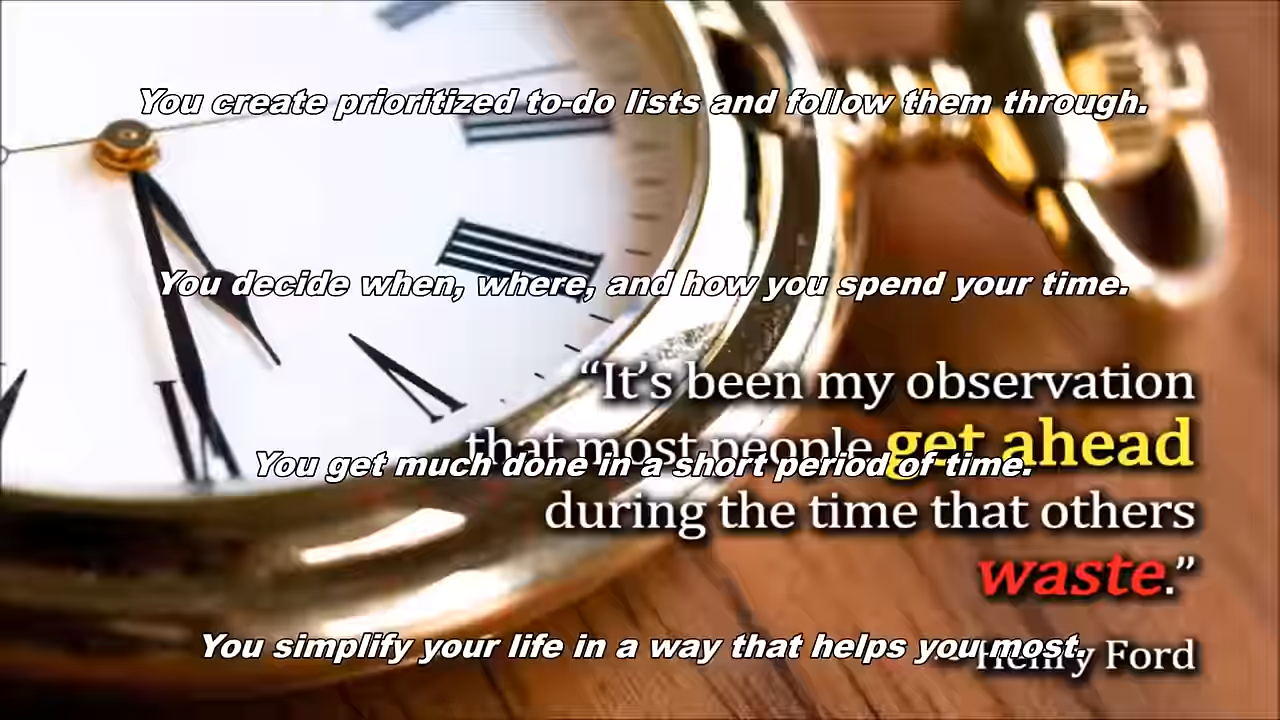 You create prioritized to-do lists and follow them through.
You decide when, where, and how you spend your time.
“It’s been my observation
that most people get ahead
You get much done in a short period of time.
during the time that others
waste.”
You simplify your life in a way that helps you most.
~ Henry Ford